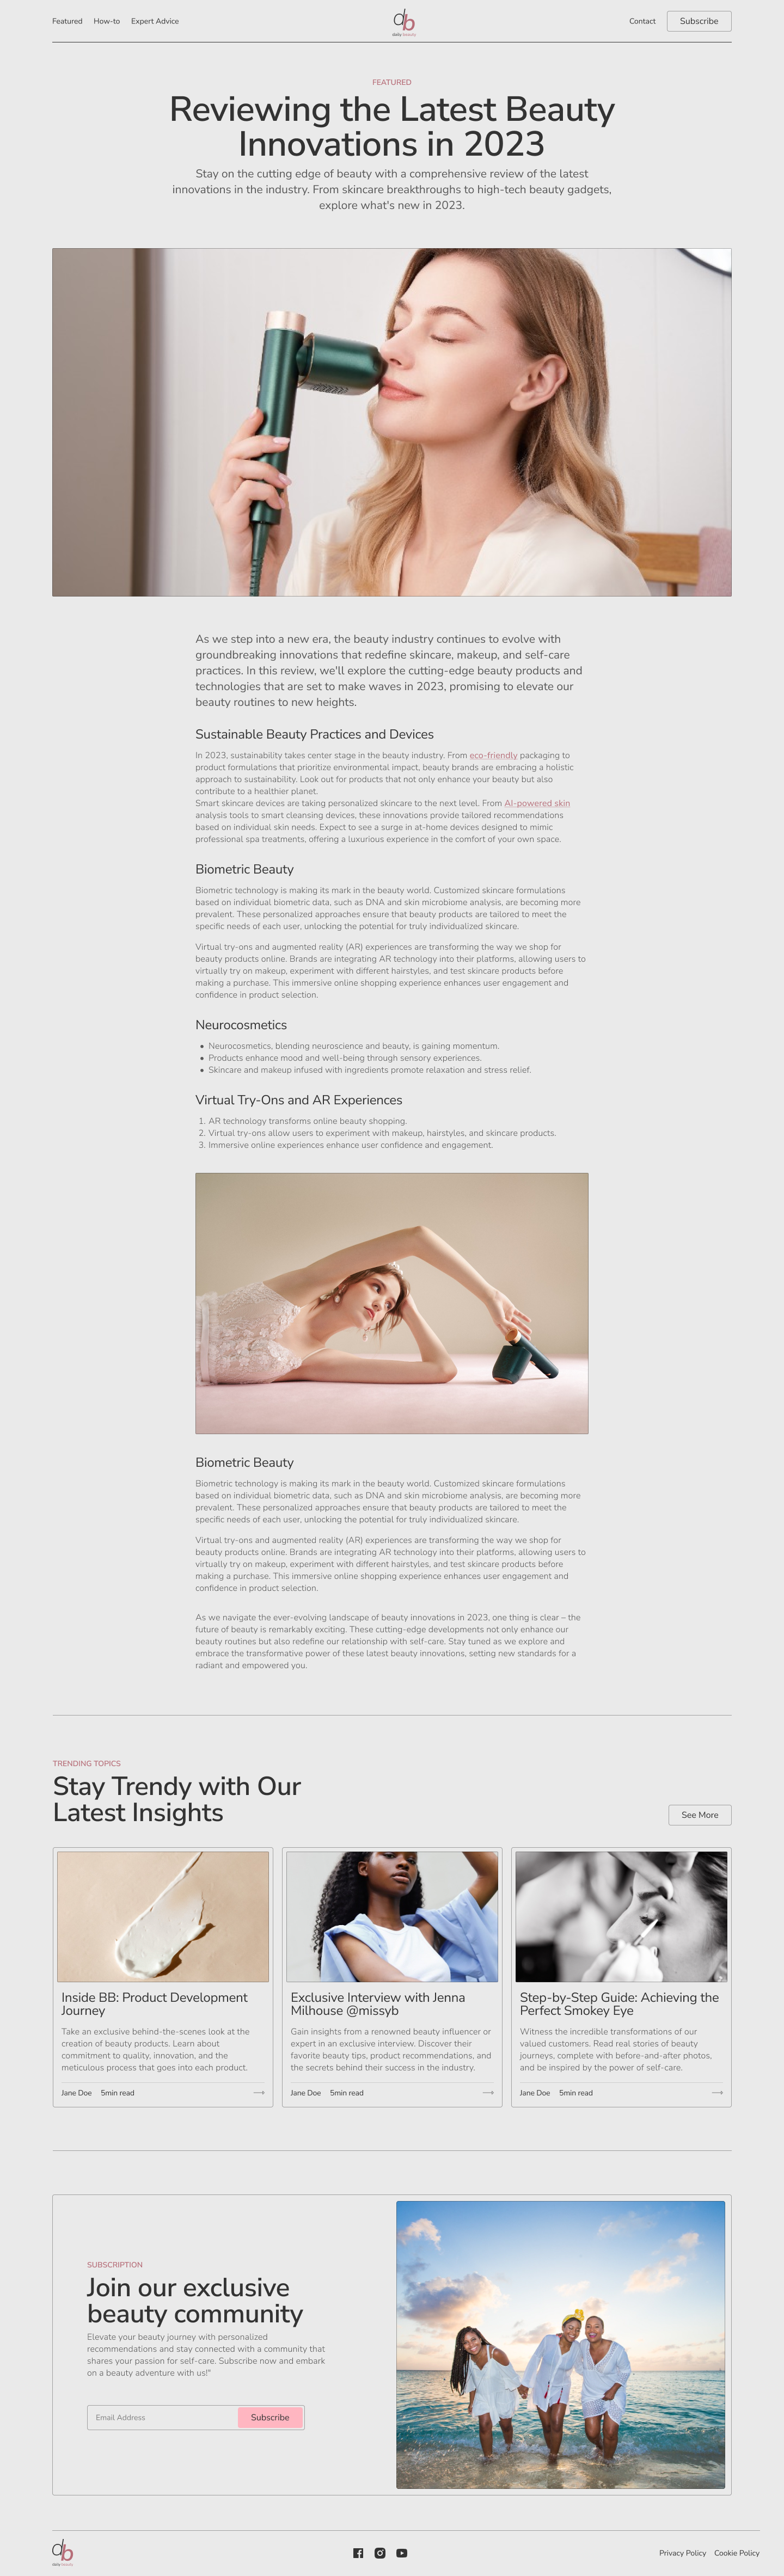 Featured How-to Expert Advice
db
daily beauty
Contact Subscribe
FEATURED
Reviewing the Latest Beauty
Innovations in 2023
Stay on the cutting edge of beauty with a comprehensive review of the latest
innovations in the industry. From skincare breakthroughs to high-tech beauty gadgets,
explore what's new in 2023.
As we step into a new era, the beauty industry continues to evolve with
groundbreaking innovations that redefine skincare, makeup, and self-care
practices. In this review, we'll explore the cutting-edge beauty products and
technologies that are set to make waves in 2023, promising to elevate our
beauty routines to new heights.
Sustainable Beauty Practices and Devices
In 2023, sustainability takes center stage in the beauty industry. From eco-friendly packaging to
product formulations that prioritize environmental impact, beauty brands are embracing a holistic
approach to sustainability. Look out for products that not only enhance your beauty but also
contribute to a healthier planet.
Smart skincare devices are taking personalized skincare to the next level. From AI-powered skin
analysis tools to smart cleansing devices, these innovations provide tailored recommendations
based on individual skin needs. Expect to see a surge in at-home devices designed to mimic
professional spa treatments, offering a luxurious experience in the comfort of your own space.
Biometric Beauty
Biometric technology is making its mark in the beauty world. Customized skincare formulations
based on individual biometric data, such as DNA and skin microbiome analysis, are becoming more
prevalent. These personalized approaches ensure that beauty products are tailored to meet the
specific needs of each user, unlocking the potential for truly individualized skincare.
Virtual try-ons and augmented reality (AR) experiences are transforming the way we shop for
beauty products online. Brands are integrating AR technology into their platforms, allowing users to
virtually try on makeup, experiment with different hairstyles, and test skincare products before
making a purchase. This immersive online shopping experience enhances user engagement and
confidence in product selection.
Neurocosmetics
• Neurocosmetics, blending neuroscience and beauty, is gaining momentum.
• Products enhance mood and well-being through sensory experiences.
• Skincare and makeup infused with ingredients promote relaxation and stress relief.
Virtual Try-Ons and AR Experiences
1. AR technology transforms online beauty shopping.
2. Virtual try-ons allow users to experiment with makeup, hairstyles, and skincare products.
3. Immersive online experiences enhance user confidence and engagement.
Biometric Beauty
Biometric technology is making its mark in the beauty world. Customized skincare formulations
based on individual biometric data, such as DNA and skin microbiome analysis, are becoming more
prevalent. These personalized approaches ensure that beauty products are tailored to meet the
specific needs of each user, unlocking the potential for truly individualized skincare.
Virtual try-ons and augmented reality (AR) experiences are transforming the way we shop for
beauty products online. Brands are integrating AR technology into their platforms, allowing users to
virtually try on makeup, experiment with different hairstyles, and test skincare products before
making a purchase. This immersive online shopping experience enhances user engagement and
confidence in product selection.
As we navigate the ever-evolving landscape of beauty innovations in 2023, one thing is clear – the
future of beauty is remarkably exciting. These cutting-edge developments not only enhance our
beauty routines but also redefine our relationship with self-care. Stay tuned as we explore and
embrace the transformative power of these latest beauty innovations, setting new standards for a
radiant and empowered you.
TRENDING TOPICS
Stay Trendy with Our
Latest Insights
See More
Inside BB: Product Development
Journey
Take an exclusive behind-the-scenes look at the
creation of beauty products. Learn about
commitment to quality, innovation, and the
meticulous process that goes into each product.
Jane Doe 5min read
Exclusive Interview with Jenna
Milhouse @missyb
Gain insights from a renowned beauty influencer or
expert in an exclusive interview. Discover their
favorite beauty tips, product recommendations, and
the secrets behind their success in the industry.
Jane Doe 5min read
Step-by-Step Guide: Achieving the
Perfect Smokey Eye
Witness the incredible transformations of our
valued customers. Read real stories of beauty
journeys, complete with before-and-after photos,
and be inspired by the power of self-care.
Jane Doe 5min read
SUBSCRIPTION
Join our exclusive
beauty community
Elevate your beauty journey with personalized
recommendations and stay connected with a community that
shares your passion for self-care. Subscribe now and embark
on a beauty adventure with us!"
Email Address Subscribe
db
daily beauty
Privacy Policy Cookie Policy